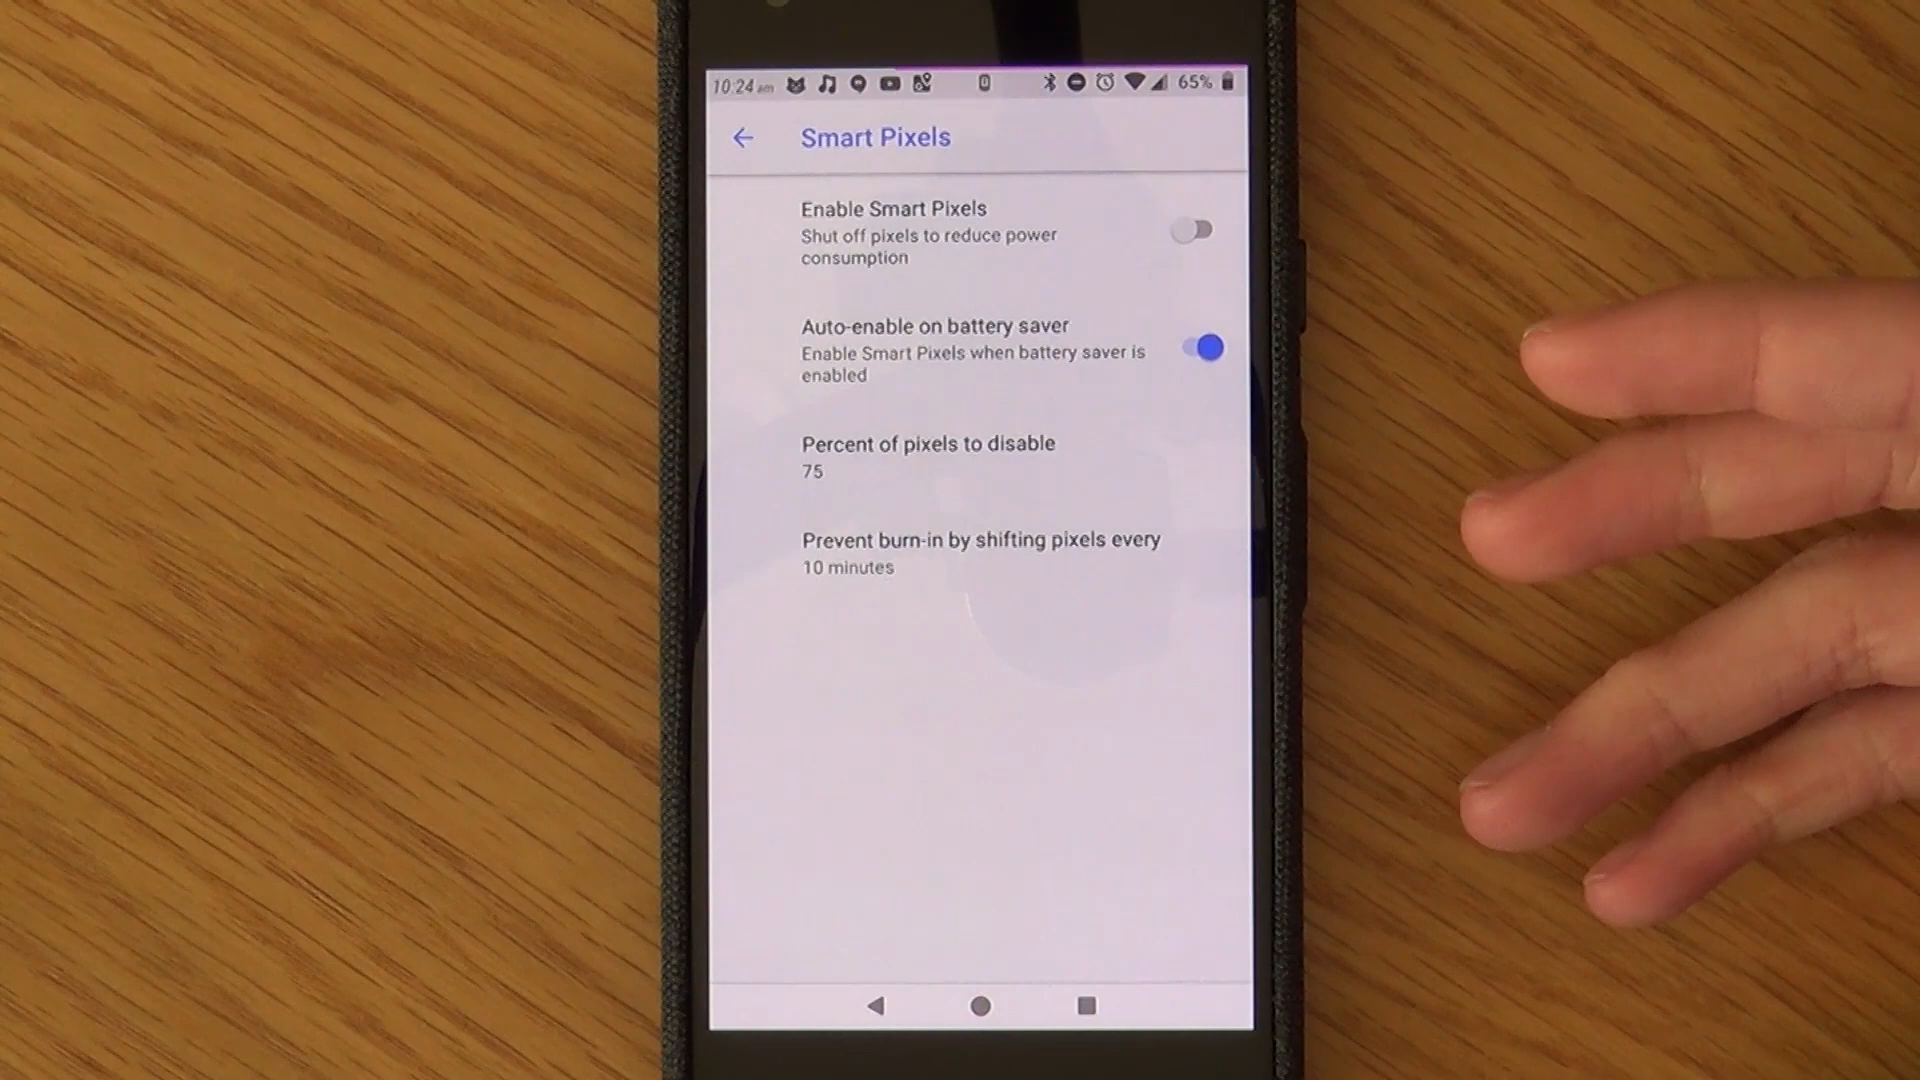 10:24 am 65%
Smart Pixels
Enable Smart Pixels
Shut off pixels to reduce power
consumption
Auto-enable on battery saver
Enable Smart Pixels when battery saver is
enabled
Percent of pixels to disable
75
Prevent burn-in by shifting pixels every
10 minutes